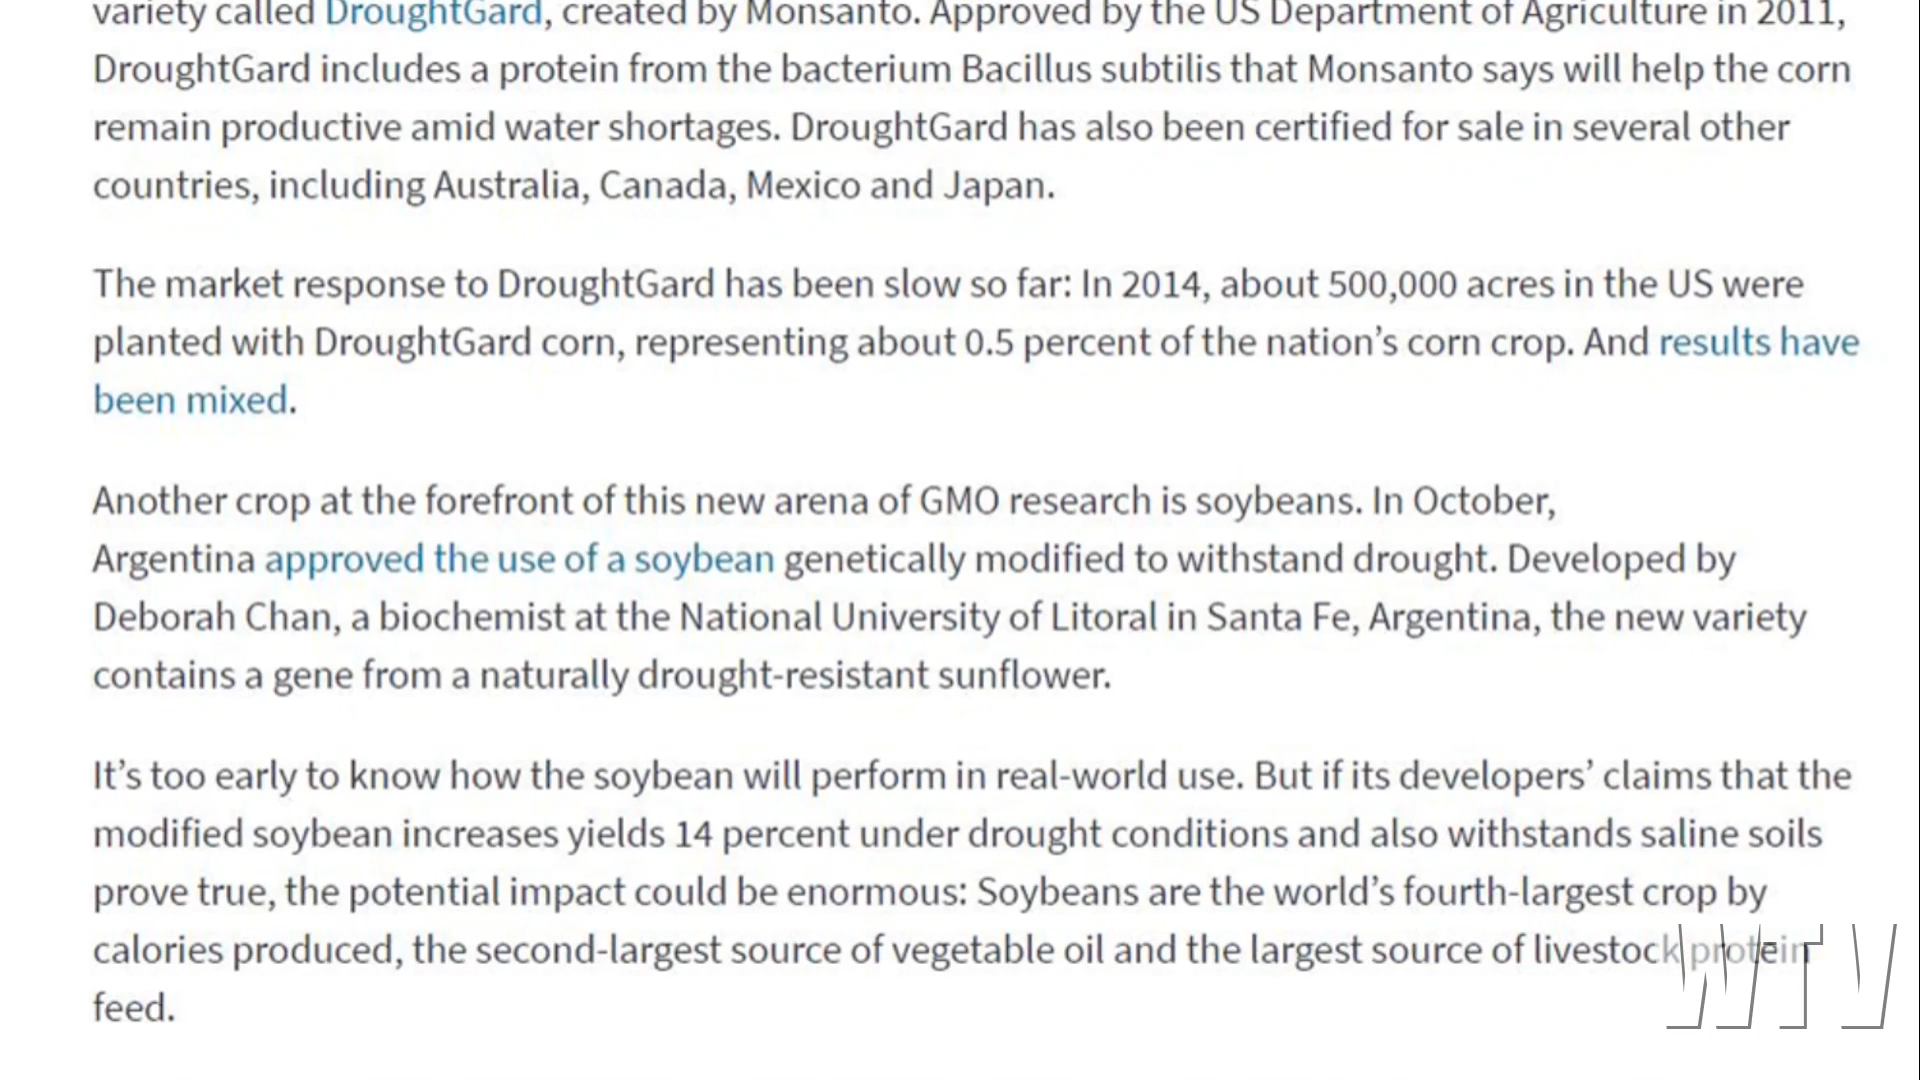 variety called DroughtGard, created by Monsanto. Approved by the US Department of Agriculture in 2011,
DroughtGard includes a protein from the bacterium Bacillus subtilis that Monsanto says will help the corn
remain productive amid water shortages. DroughtGard has also been certified for sale in several other
countries, including Australia, Canada, Mexico and Japan.
The market response to DroughtGard has been slow so far: In 2014, about 500,000 acres in the US were
planted with DroughtGard corn, representing about 0.5 percent of the nation’s corn crop. And results have
been mixed.
Another crop at the forefront of this new arena of GMO research is soybeans. In October,
Argentina approved the use of a soybean genetically modified to withstand drought. Developed by
Deborah Chan, a biochemist at the National University of Litoral in Santa Fe, Argentina, the new variety
contains a gene from a naturally drought-resistant sunflower.
It’s too early to know how the soybean will perform in real-world use. But if its developers’ claims that the
modified soybean increases yields 14 percent under drought conditions and also withstands saline soils
prove true, the potential impact could be enormous: Soybeans are the world’s fourth-largest crop by
calories produced, the second-largest source of vegetable oil and the largest source of livestock protein
feed.
WTV